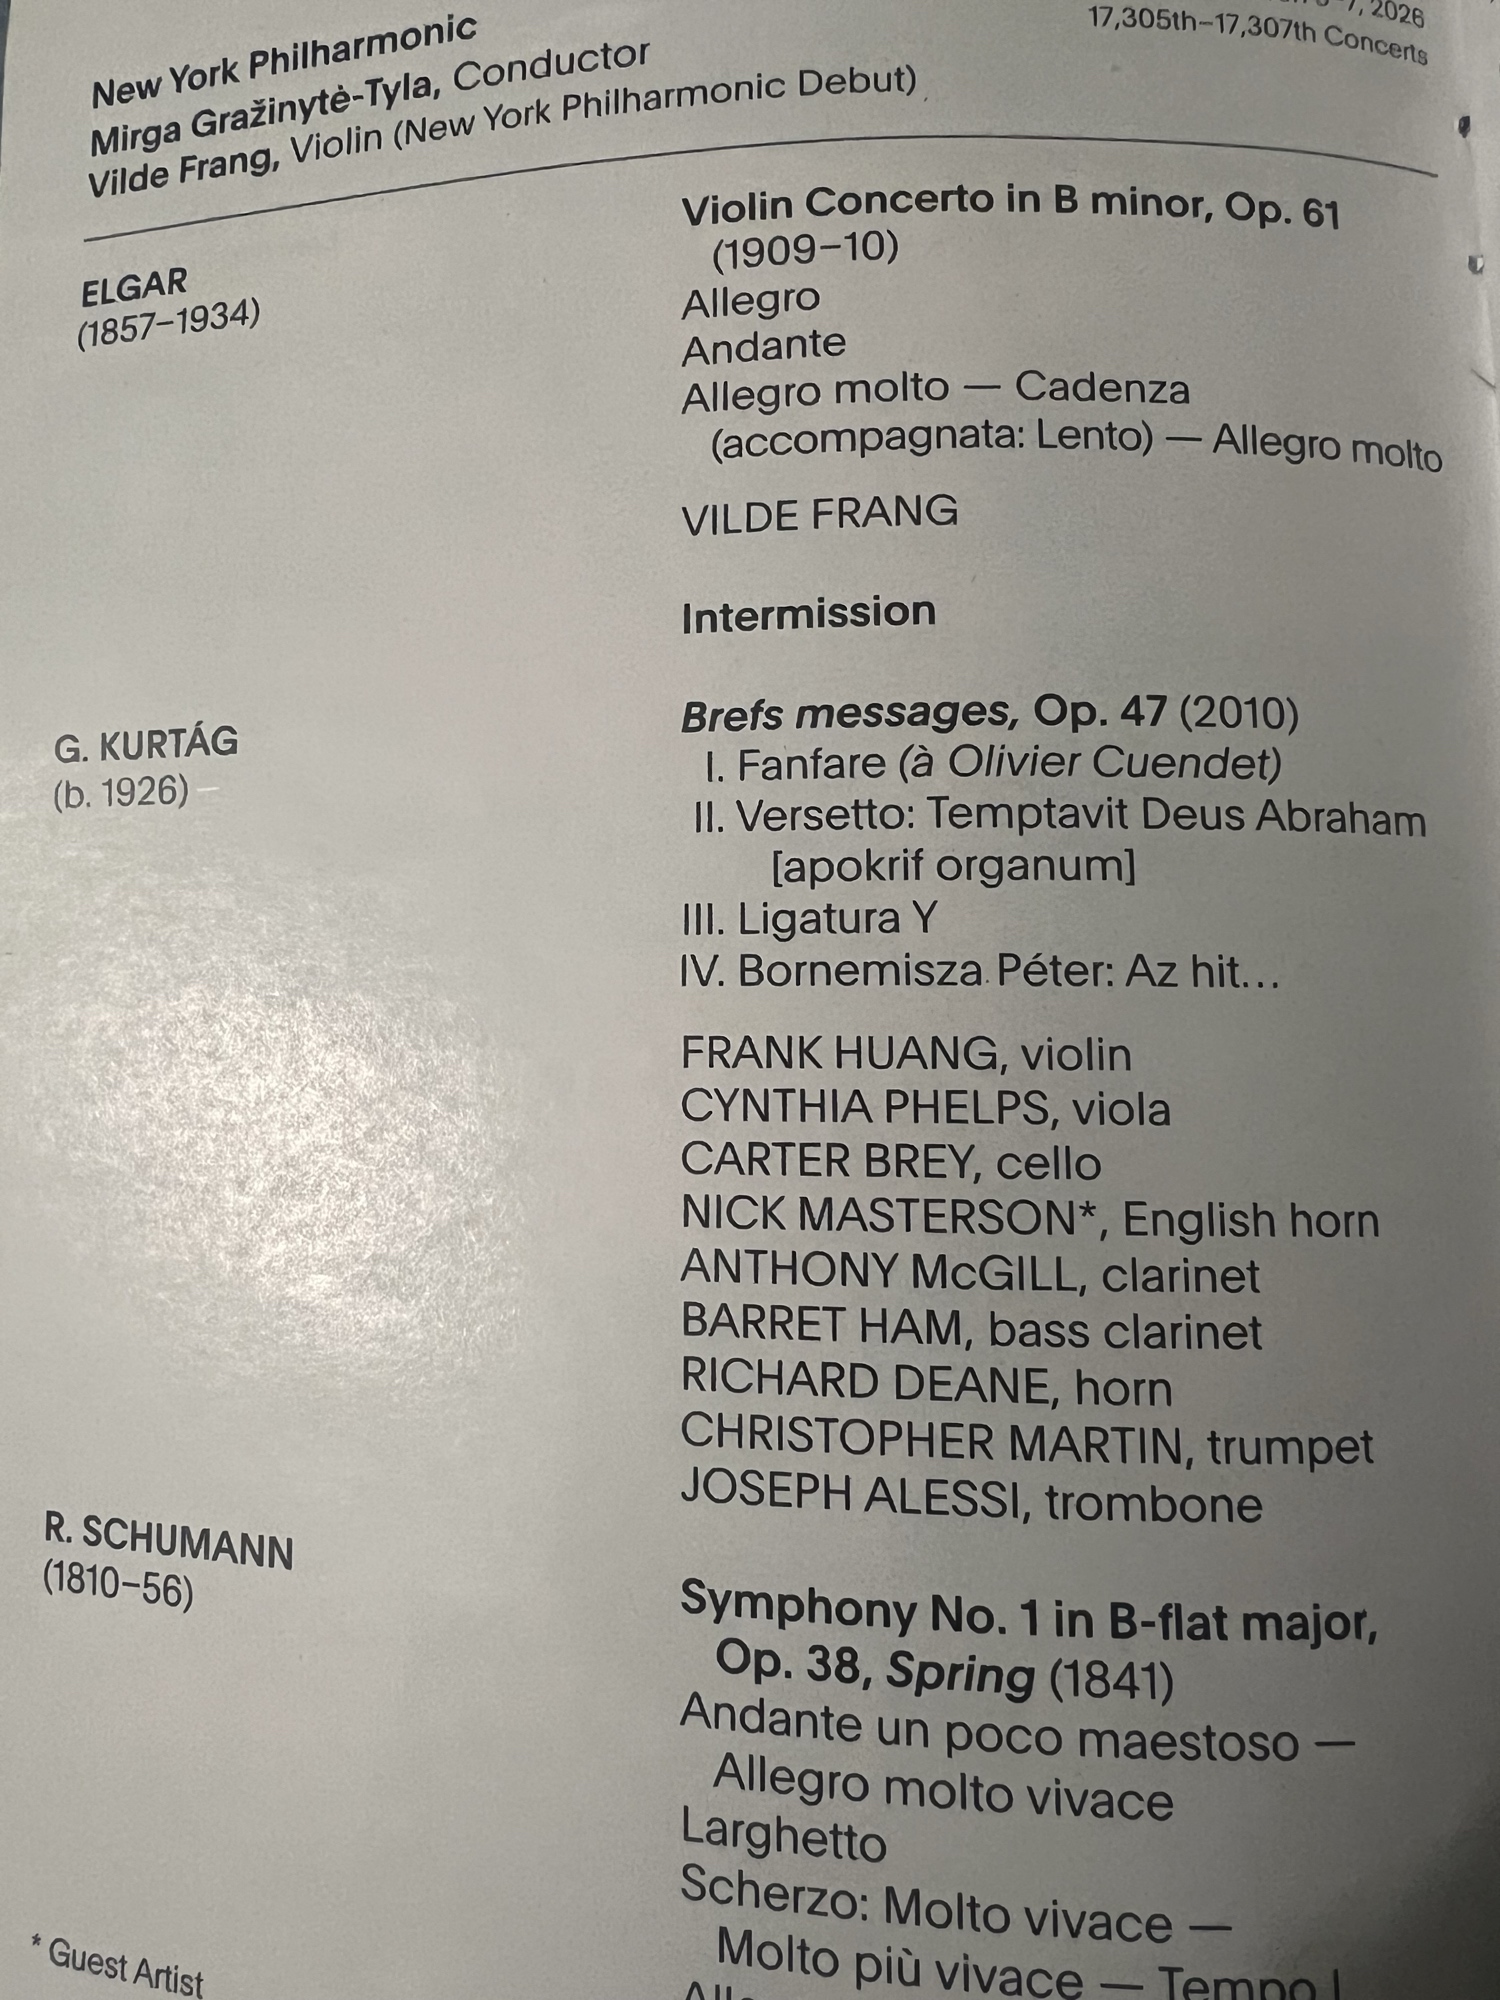 7, 2026
17,305th–17,307th Concerts
New York Philharmonic
Mirga Gražinytė-Tyla, Conductor
Vilde Frang, Violin (New York Philharmonic Debut)
ELGAR
(1857–1934)
Violin Concerto in B minor, Op. 61
(1909–10)
Allegro
Andante
Allegro molto — Cadenza
(accompagnata: Lento) — Allegro molto
VILDE FRANG
Intermission
G. KURTÁG
(b. 1926)
Brefs messages, Op. 47 (2010)
I. Fanfare (à Olivier Cuendet)
II. Versetto: Temptavit Deus Abraham
[apokrif organum]
III. Ligatura Y
IV. Bornemisza Péter: Az hit…
FRANK HUANG, violin
CYNTHIA PHELPS, viola
CARTER BREY, cello
NICK MASTERSON*, English horn
ANTHONY McGILL, clarinet
BARRET HAM, bass clarinet
RICHARD DEANE, horn
CHRISTOPHER MARTIN, trumpet
JOSEPH ALESSI, trombone
R. SCHUMANN
(1810–56)
Symphony No. 1 in B-flat major,
Op. 38, Spring (1841)
Andante un poco maestoso —
Allegro molto vivace
Larghetto
Scherzo: Molto vivace —
Molto più vivace — Tempo I
* Guest Artist